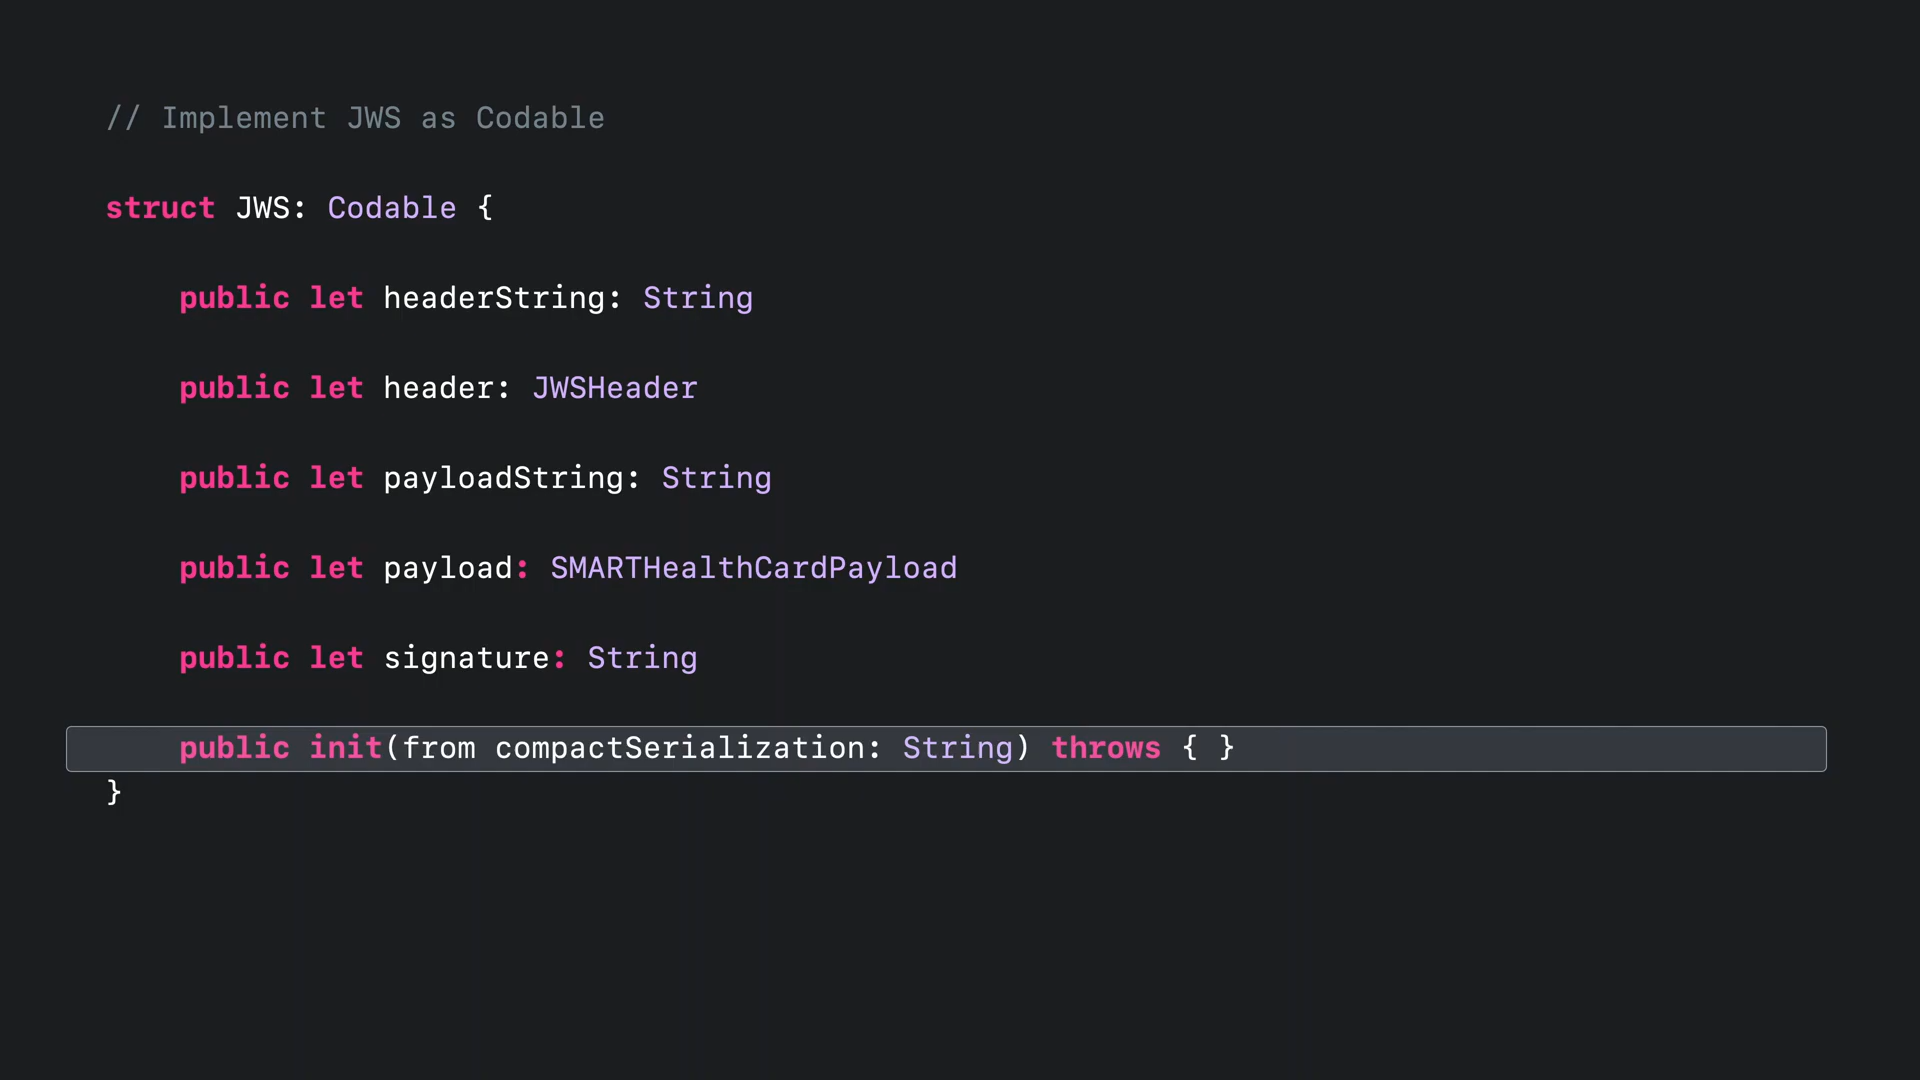 // Implement JWS as Codable
struct JWS: Codable {
public let headerString: String
public let header: JWSHeader
public let payloadString: String
public let payload: SMARTHealthCardPayload
public let signature: String
public init(from compactSerialization: String) throws { }
}